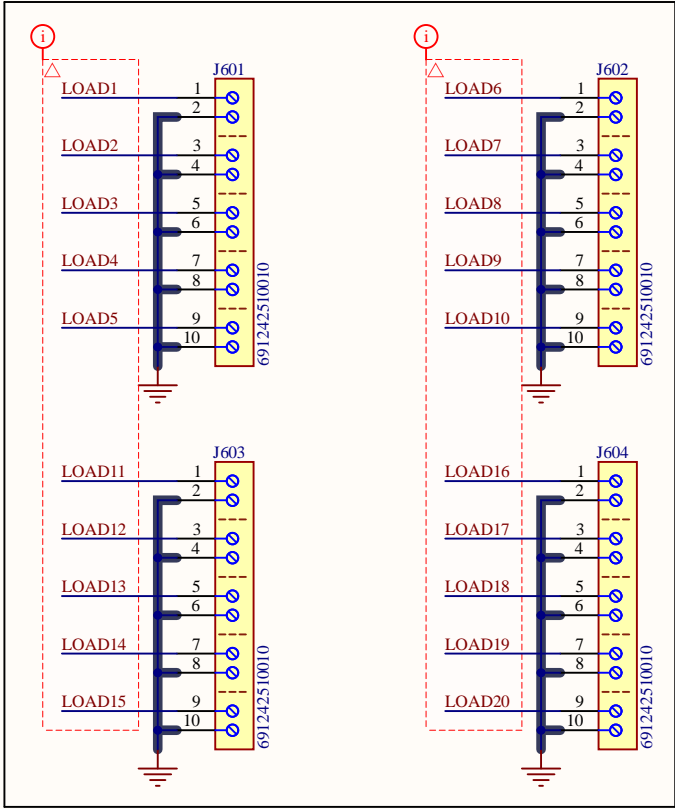 i
J601
LOAD1 1
2
LOAD2 3
4
LOAD3 5
6
LOAD4 7
8
LOAD5 9
10
691242510010
i
J602
LOAD6 1
2
LOAD7 3
4
LOAD8 5
6
LOAD9 7
8
LOAD10 9
10
691242510010
J603
LOAD11 1
2
LOAD12 3
4
LOAD13 5
6
LOAD14 7
8
LOAD15 9
10
691242510010
J604
LOAD16 1
2
LOAD17 3
4
LOAD18 5
6
LOAD19 7
8
LOAD20 9
10
691242510010